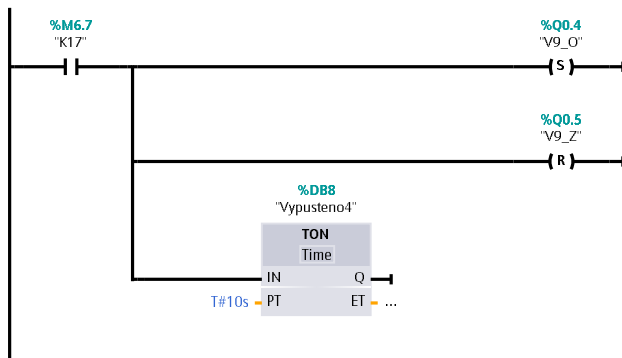 %M6.7
"K17"
%Q0.4
"V9_O"
S
%Q0.5
"V9_Z"
R
%DB8
"Vypusteno4"
TON
Time
IN
Q
T#10s
PT
ET
...